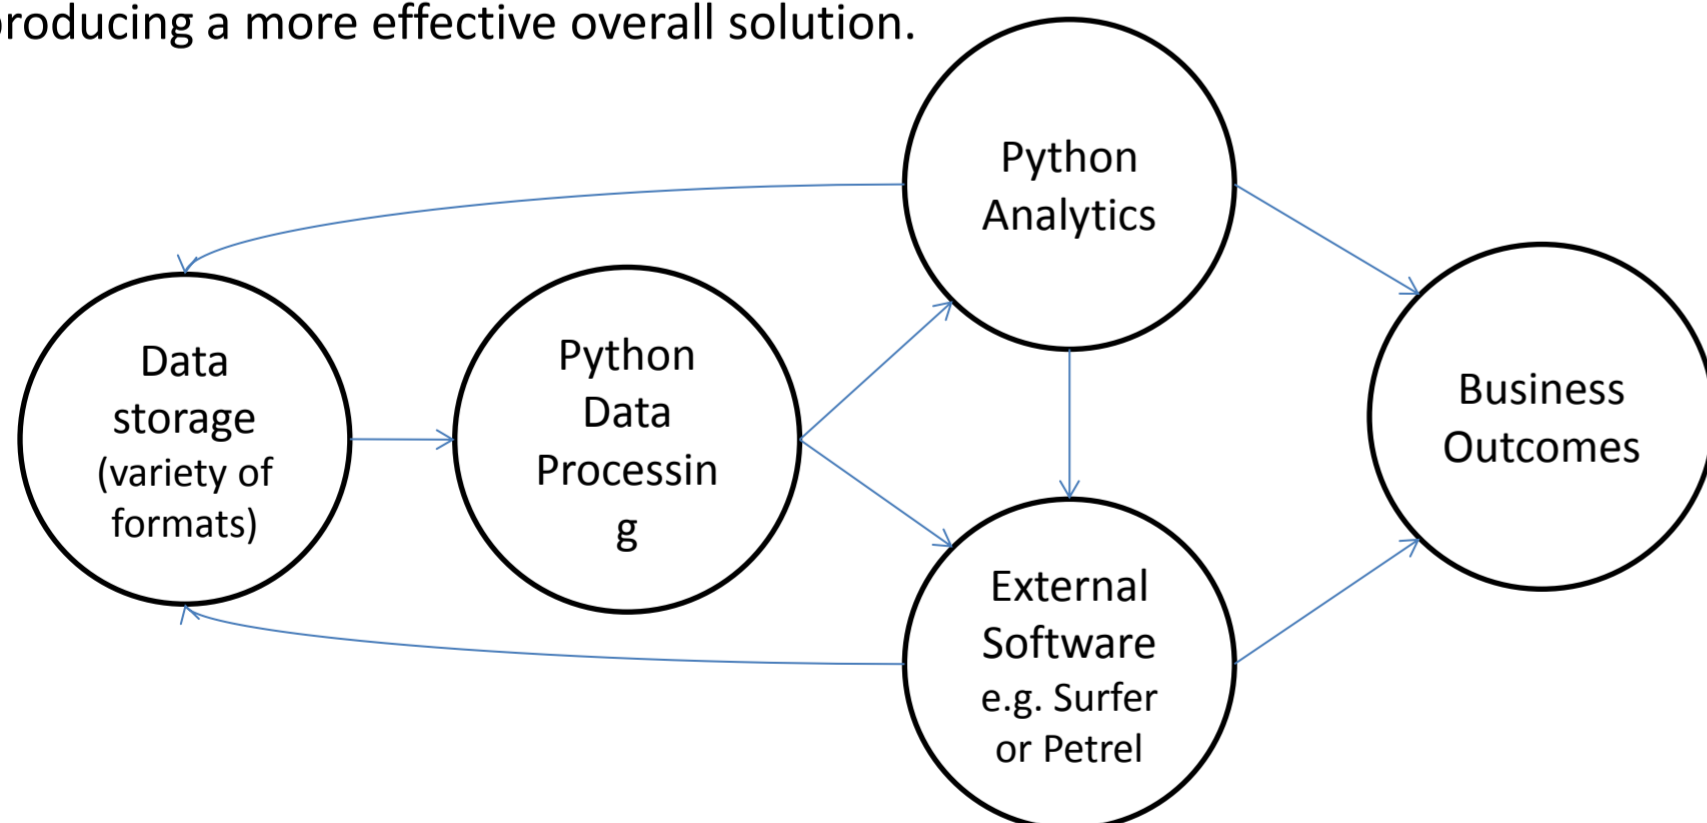 producing a more effective overall solution.
Python
Analytics
Data
storage
(variety of
formats)
Python
Data
Processin
g
Business
Outcomes
External
Software
e.g. Surfer
or Petrel